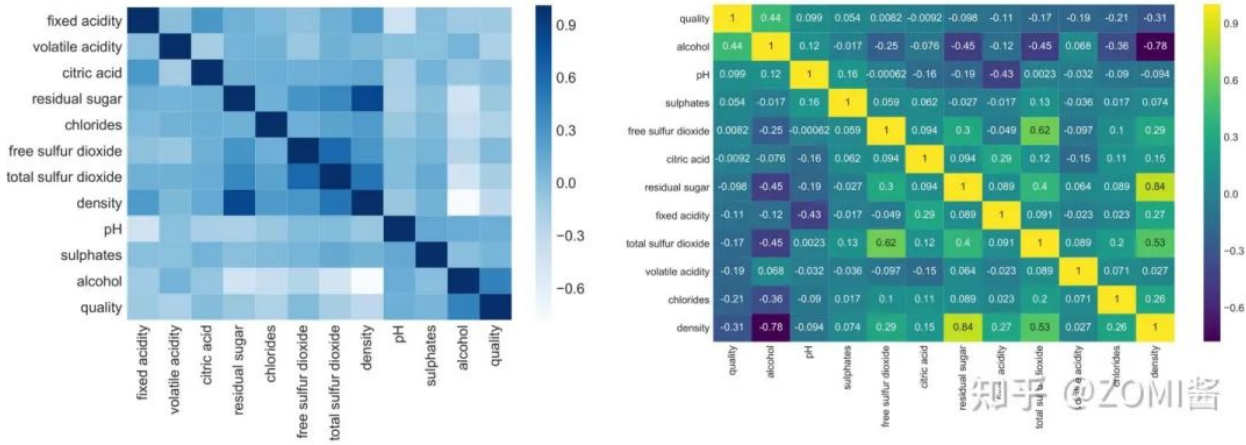 fixed acidity
volatile acidity
citric acid
residual sugar
chlorides
free sulfur dioxide
total sulfur dioxide
density
pH
sulphates
alcohol
quality
fixed acidity
volatile acidity
citric acid
residual sugar
chlorides
free sulfur dioxide
total sulfur dioxide
density
pH
sulphates
alcohol
quality
0.9
0.6
0.3
0.0
−0.3
−0.6
quality 1 0.44 0.099 0.054 0.0082 -0.0092 -0.098 -0.11 -0.17 -0.19 -0.21 -0.31
alcohol 0.44 1 0.12 -0.017 -0.25 -0.076 -0.45 -0.12 -0.45 0.068 -0.36 -0.78
pH 0.099 0.12 1 0.16 -0.00062 -0.16 -0.19 -0.43 0.0023 -0.032 -0.09 -0.094
sulphates 0.054 -0.017 0.16 1 0.059 0.062 -0.027 -0.017 0.13 -0.036 0.017 0.074
free sulfur dioxide 0.0082 -0.25 -0.00062 0.059 1 0.094 0.3 -0.049 0.62 -0.097 0.1 0.29
citric acid -0.0092 -0.076 -0.16 0.062 0.094 1 0.094 0.29 0.12 -0.15 0.11 0.15
residual sugar -0.098 -0.45 -0.19 -0.027 0.3 0.094 1 0.089 0.4 0.064 0.089 0.84
fixed acidity -0.11 -0.12 -0.43 -0.017 -0.049 0.29 0.089 1 0.091 -0.023 0.023 0.27
total sulfur dioxide -0.17 -0.45 0.0023 0.13 0.62 0.12 0.4 0.091 1 0.089 0.2 0.53
volatile acidity -0.19 0.068 -0.032 -0.036 -0.097 -0.15 0.064 -0.023 0.089 1 0.071 0.027
chlorides -0.21 -0.36 -0.09 0.017 0.1 0.11 0.089 0.023 0.2 0.071 1 0.26
density -0.31 -0.78 -0.094 0.074 0.29 0.15 0.84 0.27 0.53 0.027 0.26 1
quality
alcohol
pH
sulphates
free sulfur dioxide
citric acid
residual sugar
acidity
total dioxide
acidity
chlorides
density
0.9
0.6
0.3
0.0
−0.3
−0.6
知乎 @ZOMI酱